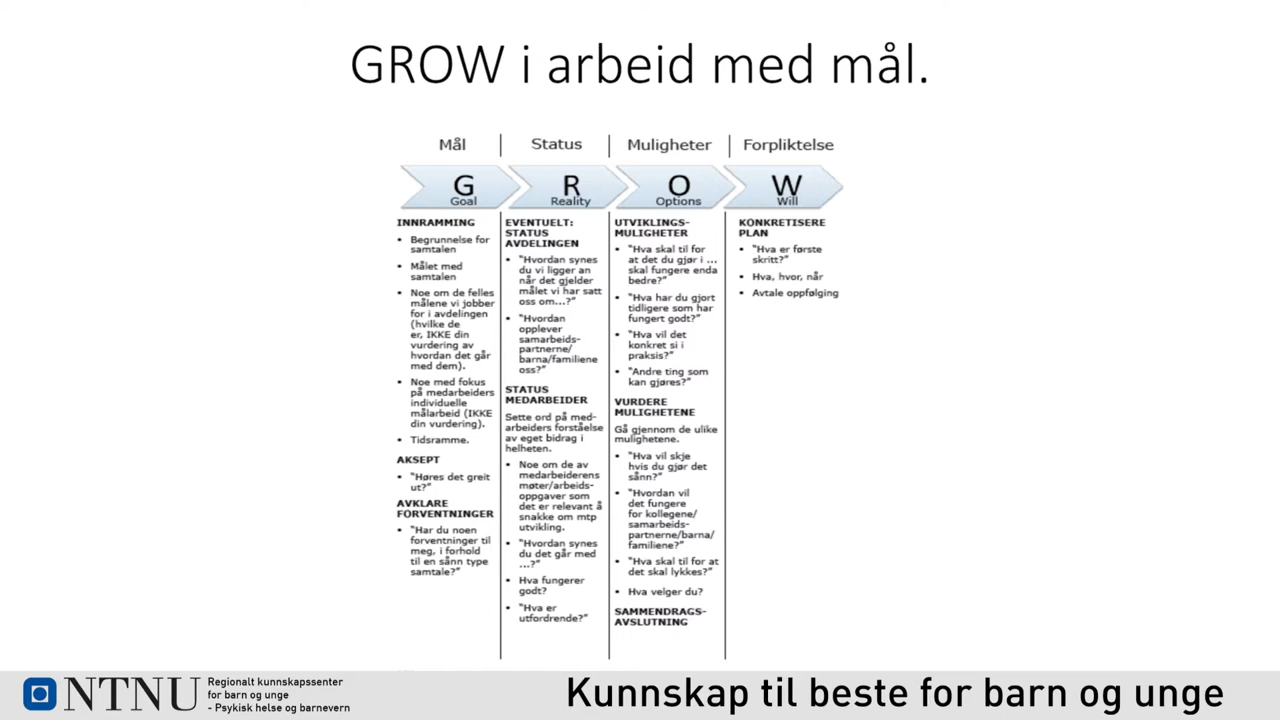 GROW i arbeid med mål.
Mål
Status
Muligheter
Forpliktelse
G
Goal
R
Reality
O
Options
W
Will
INNRAMMING
• Begrunnelse for
samtalen
• Målet med
samtalen
• Noe om de felles
målene vi jobber
for i avdelingen
(hvilke de
er, IKKE din
vurdering av
hvordan det går
med dem).
• Noe med fokus
på medarbeiders
individuelle
målarbeid (IKKE
din vurdering).
• Tidsramme.
AKSEPT
• "Høres det greit
ut?"
AVKLARE
FORVENTNINGER
• "Har du noen
forventninger til
meg, i forhold
til en sånn type
samtale?"
EVENTUELT:
STATUS
AVDELINGEN
• "Hvordan synes
du vi ligger an
når det gjelder
målet vi har satt
oss om...?"
• "Hvordan
opplever
samarbeids-
partnerne/
barna/familiene
oss?"
STATUS
MEDARBEIDER
Sette ord på med-
arbeiders forståelse
av eget bidrag i
helheten.
• Noe om de av
medarbeiderens
møter/arbeids-
oppgaver som
det er relevant å
snakke om mtp
utvikling.
• "Hvordan synes
du det går med
...?"
• Hva fungerer
godt?
• "Hva er
utfordrende?"
UTVIKLINGS-
MULIGHETER
• "Hva skal til for
at det du gjør i ...
skal fungere enda
bedre?"
• "Hva har du gjort
tidligere som har
fungert godt?"
• "Hva vil det
konkret si i
praksis?"
• "Andre ting som
kan gjøres?"
VURDERE
MULIGHETENE
Gå gjennom de ulike
mulighetene.
• "Hva vil skje
hvis du gjør det
sånn?"
• "Hvordan vil
det fungere
for kollegene/
samarbeids-
partnerne/barna/
familiene?"
• "Hva skal til for at
det skal lykkes?"
• Hva velger du?
SAMMENDRAGS-
AVSLUTNING
KONKRETISERE
PLAN
• "Hva er første
skritt?"
• Hva, hvor, når
• Avtale oppfølging
NTNU
Regionalt kunnskapssenter
for barn og unge
- Psykisk helse og barnevern
Kunnskap til beste for barn og unge